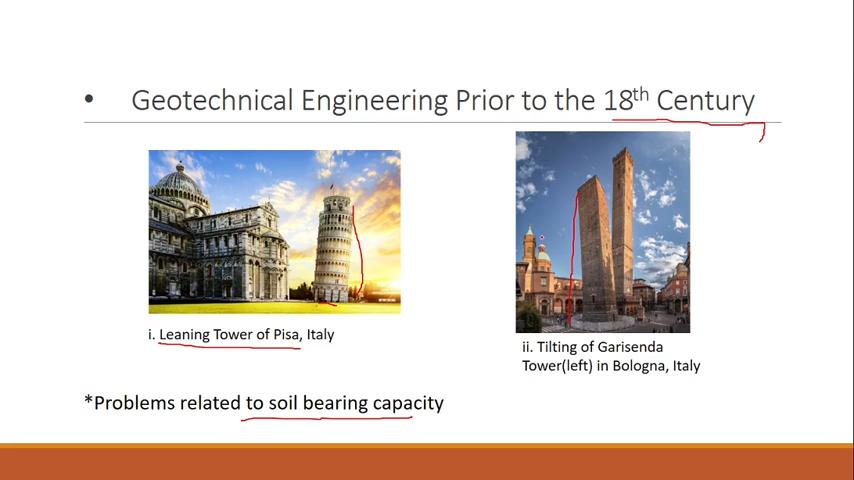 • Geotechnical Engineering Prior to the 18th Century
i. Leaning Tower of Pisa, Italy
ii. Tilting of Garisenda
Tower(left) in Bologna, Italy
*Problems related to soil bearing capacity